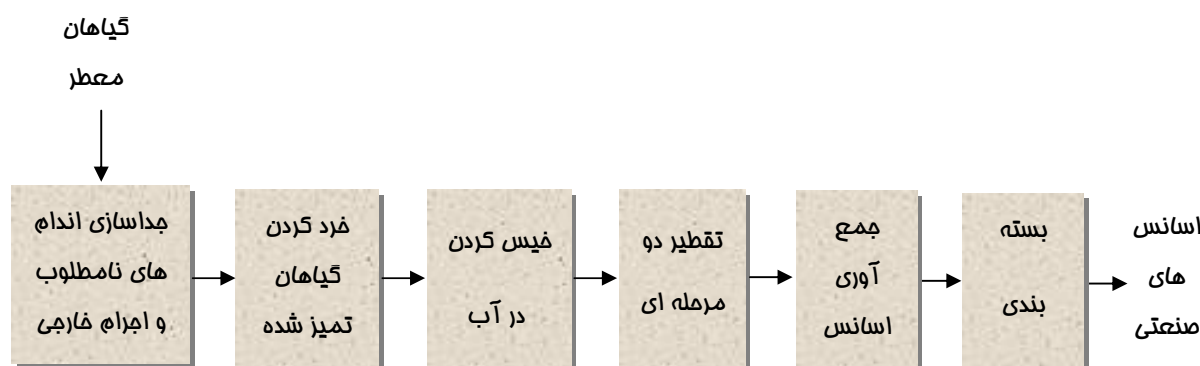 گیاهان
معطر
جداسازی اندام
های نامطلوب
و اجرام خارجی
خرد کردن
گیاهان
تمیز شده
خیس کردن
در آب
تقطیر دو
مرحله ای
جمع
آوری
اسانس
بسته
بندی
اسانس
های
صنعتی